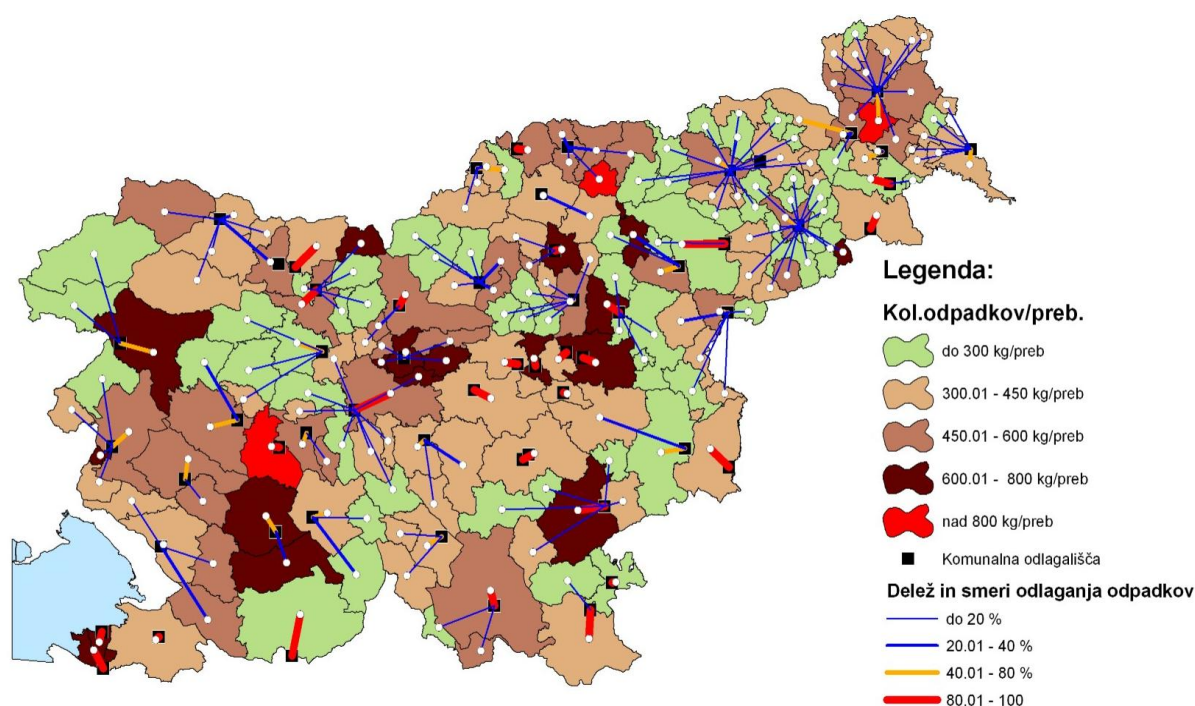 Legenda:
Kol.odpadkov/preb.
do 300 kg/preb
300.01 - 450 kg/preb
450.01 - 600 kg/preb
600.01 - 800 kg/preb
nad 800 kg/preb
Komunalna odlagališča
Delež in smeri odlaganja odpadkov
do 20 %
20.01 - 40 %
40.01 - 80 %
80.01 - 100